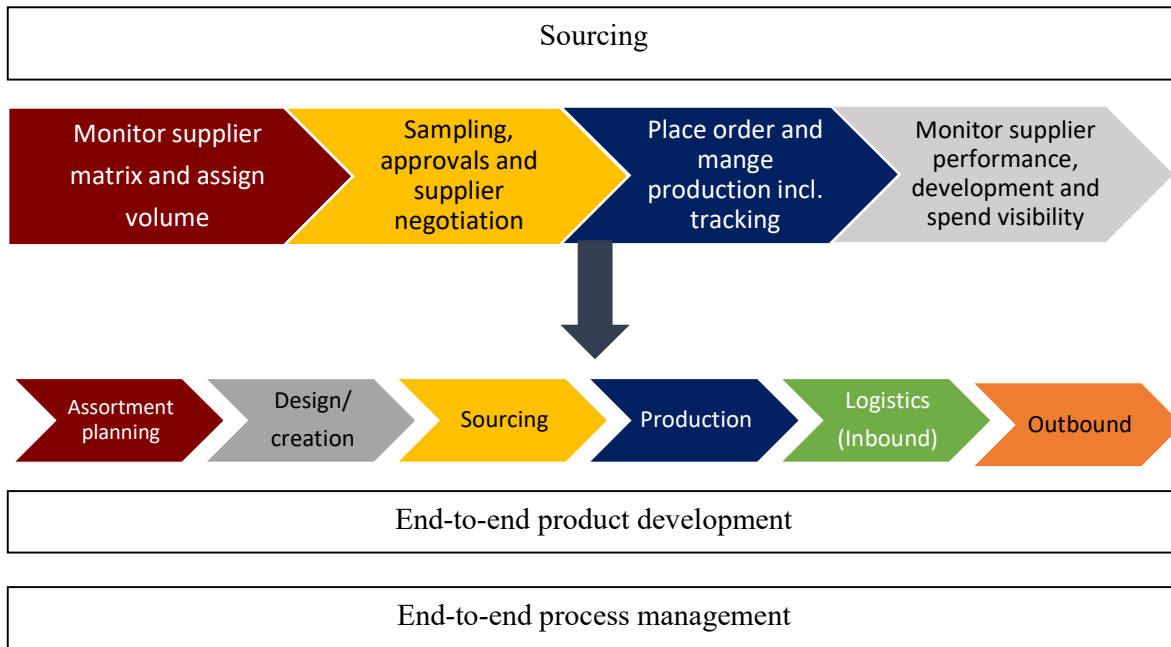 Sourcing
Monitor supplier
matrix and assign
volume
Sampling,
approvals and
supplier
negotiation
Place order and
mange
production incl.
tracking
Monitor supplier
performance,
development and
spend visibility
Assortment
planning
Design/
creation
Sourcing
Production
Logistics
(Inbound)
Outbound
End-to-end product development
End-to-end process management